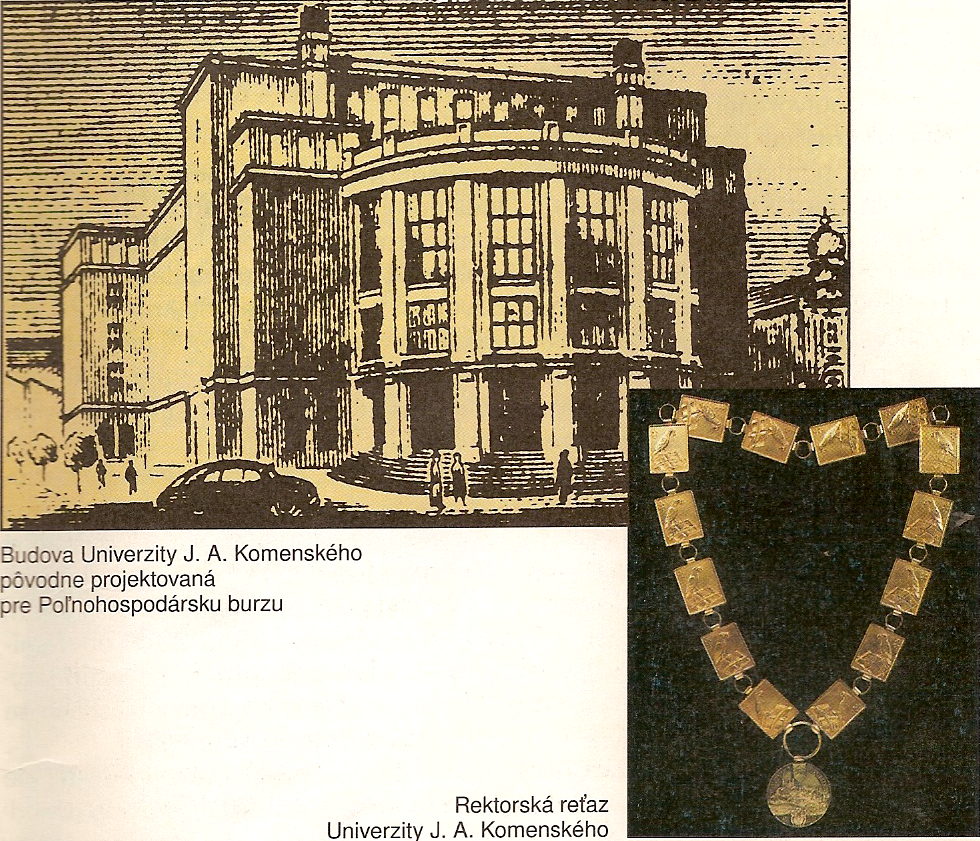 Budova Univerzity J. A. Komenského
pôvodne projektovaná
pre Poľnohospodársku burzu
Rektorská reťaz
Univerzity J. A. Komenského